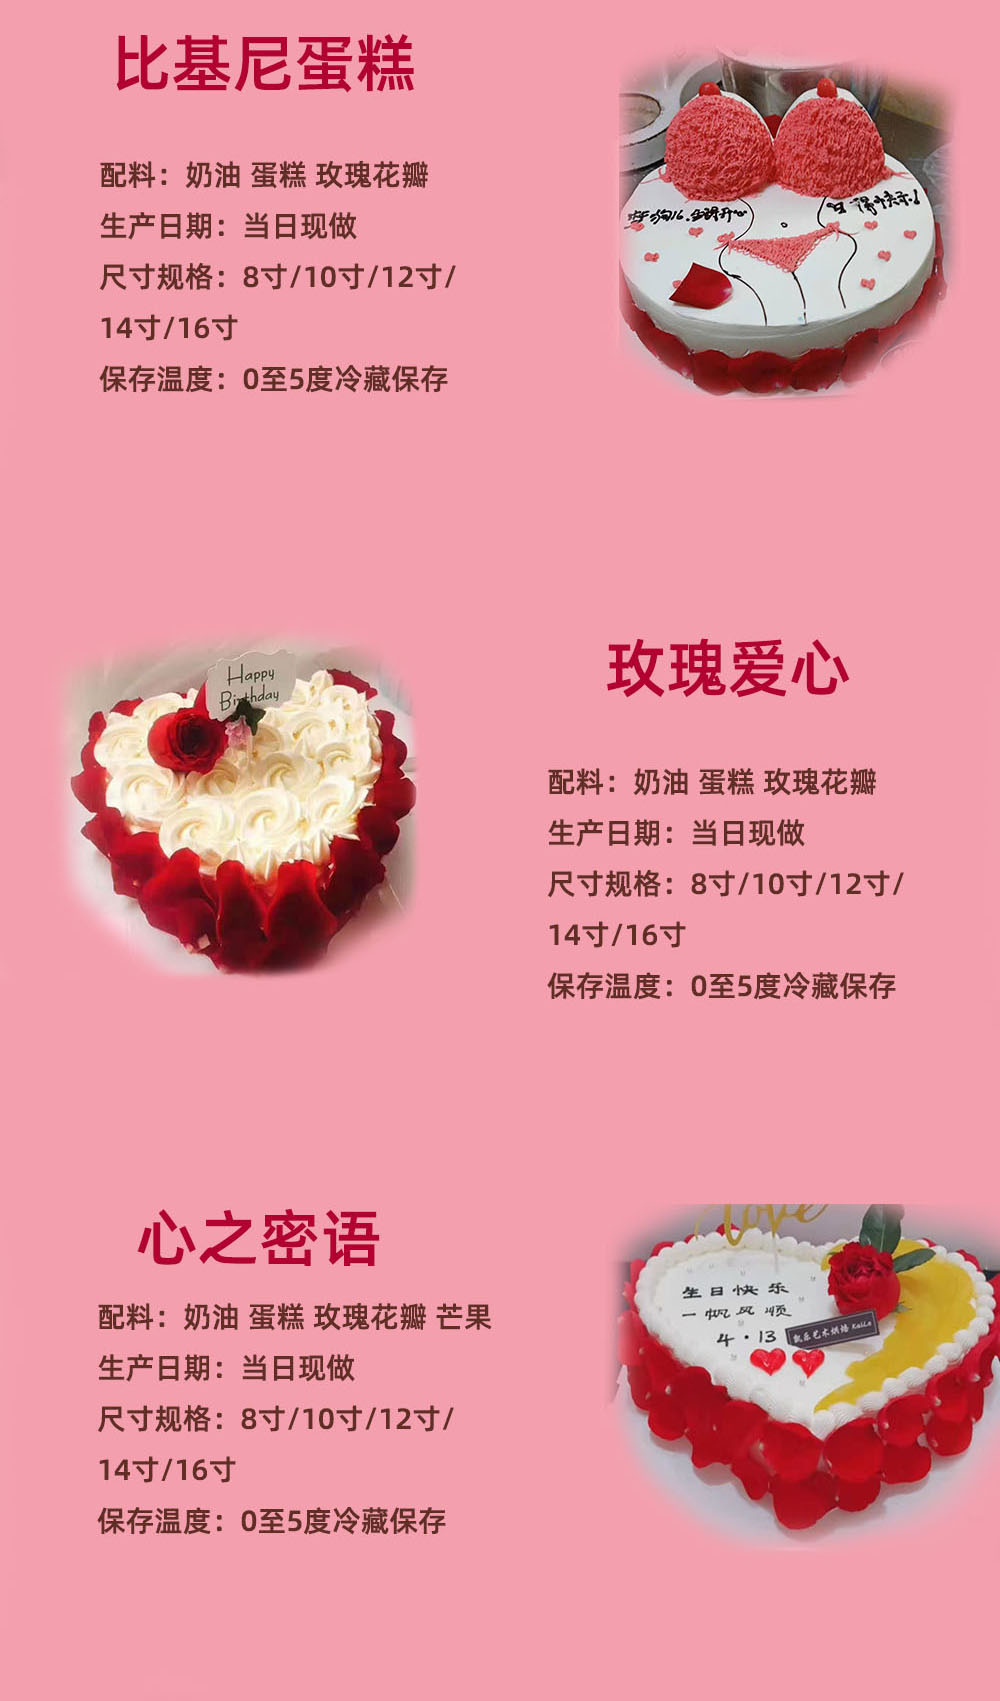 比基尼蛋糕
配料：奶油 蛋糕 玫瑰花瓣
生产日期：当日现做
尺寸规格：8寸/10寸/12寸/
14寸/16寸
保存温度：0至5度冷藏保存
Happy
Birthday
玫瑰爱心
配料：奶油 蛋糕 玫瑰花瓣
生产日期：当日现做
尺寸规格：8寸/10寸/12寸/
14寸/16寸
保存温度：0至5度冷藏保存
心之密语
配料：奶油 蛋糕 玫瑰花瓣 芒果
生产日期：当日现做
尺寸规格：8寸/10寸/12寸/
14寸/16寸
保存温度：0至5度冷藏保存
love
生日快乐
一帆风顺
4·13
凯乐艺术烘焙 KaiLe